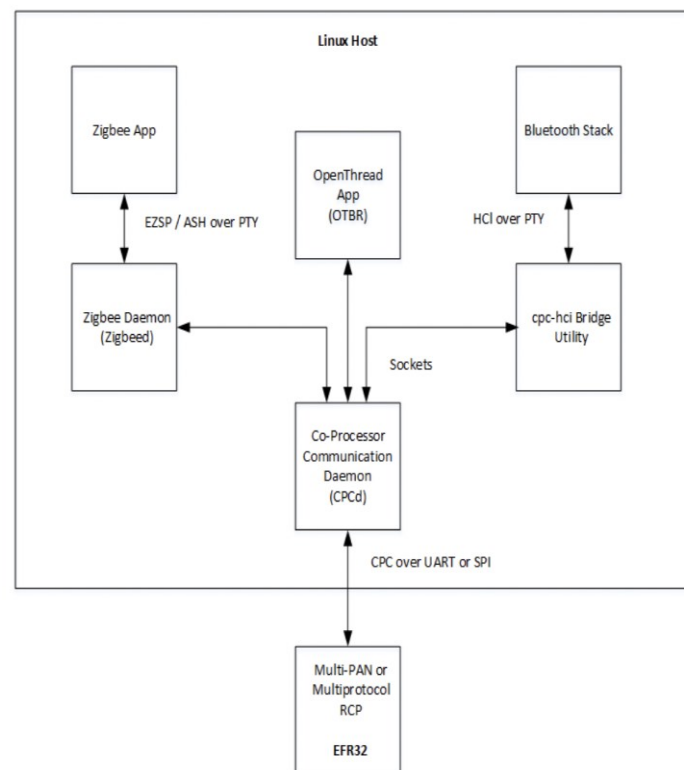 Linux Host
Zigbee App
Bluetooth Stack
OpenThread
App
(OTBR)
EZSP / ASH over PTY
HCI over PTY
Zigbee Daemon
(Zigbeed)
cpc-hci Bridge
Utility
Sockets
Co-Processor
Communication
Daemon
(CPCd)
CPC over UART or SPI
Multi-PAN or
Multiprotocol
RCP
EFR32